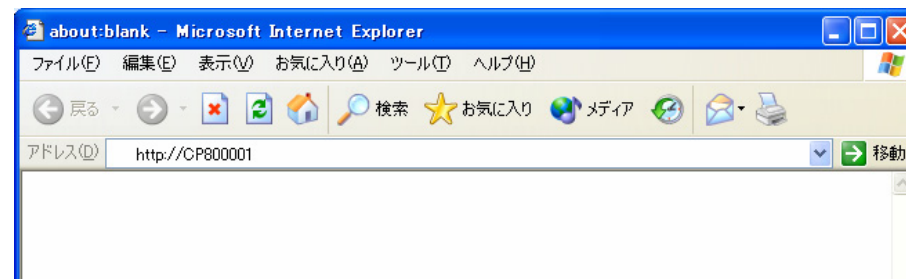 about:blank - Microsoft Internet Explorer
ファイル(F) 編集(E) 表示(V) お気に入り(A) ツール(T) ヘルプ(H)
戻る 検索 お気に入り メディア
アドレス(D) http://CP800001 移動